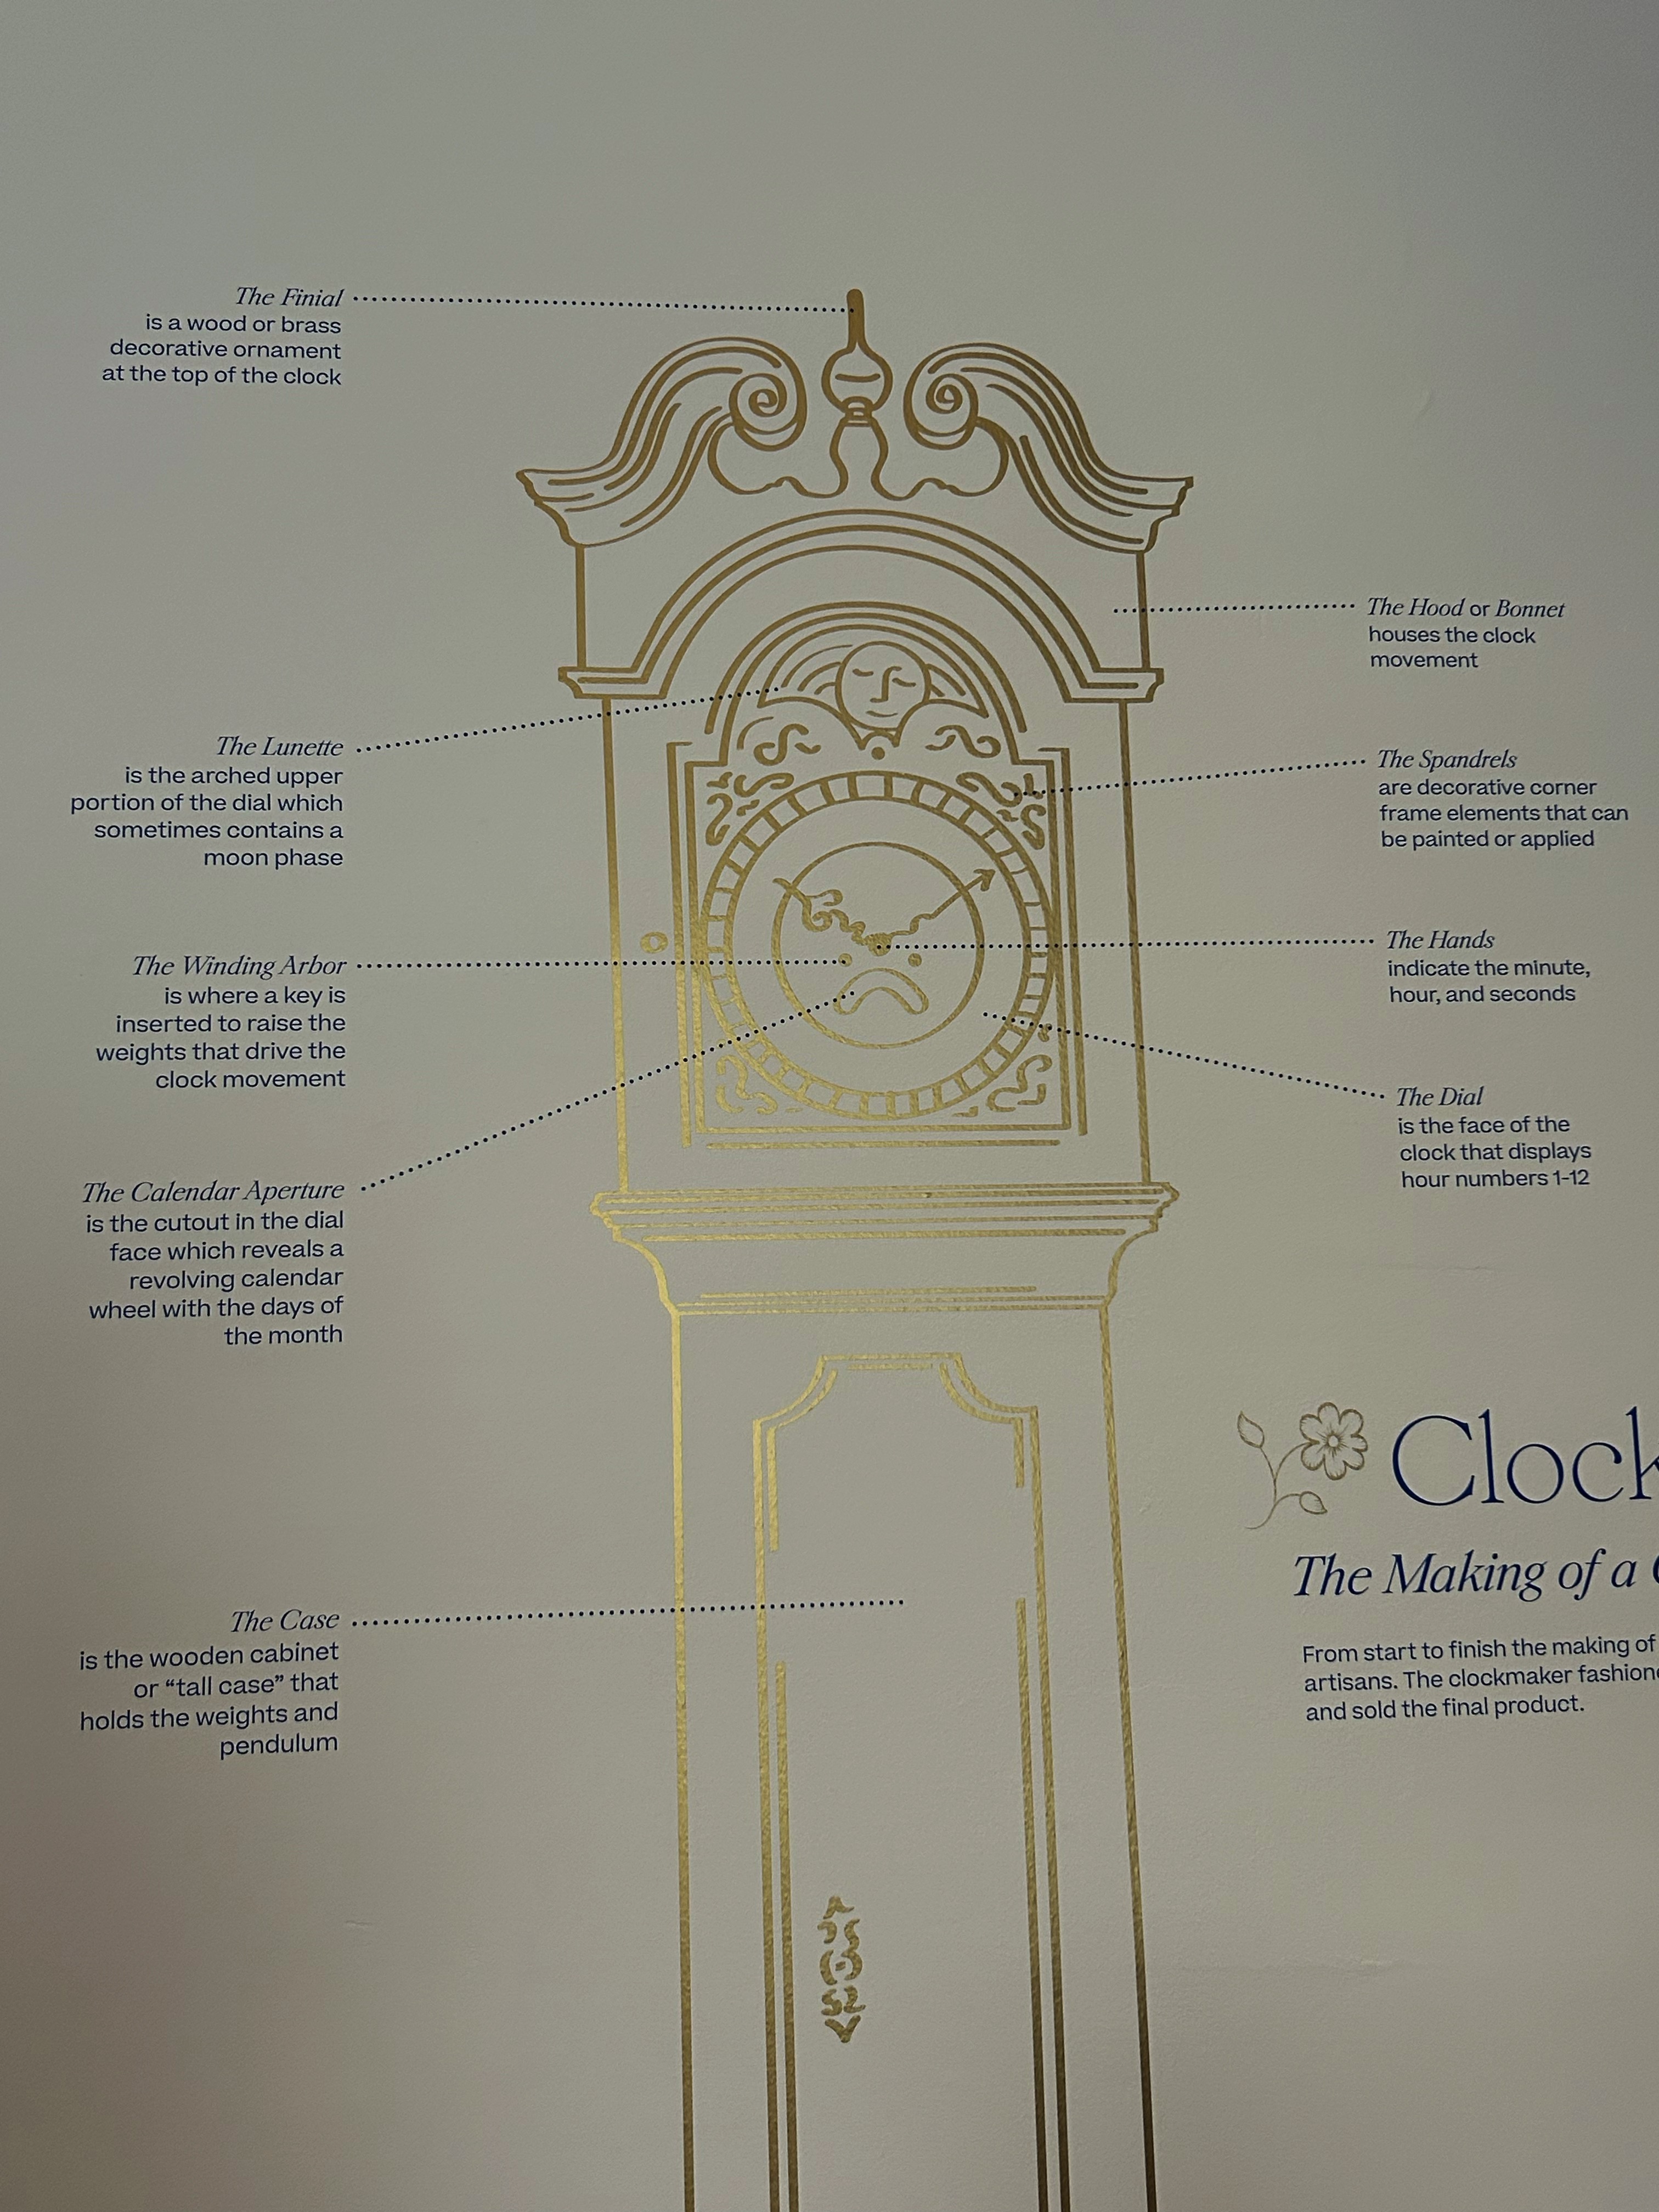 The Finial
is a wood or brass
decorative ornament
at the top of the clock
The Lunette
is the arched upper
portion of the dial which
sometimes contains a
moon phase
The Winding Arbor
is where a key is
inserted to raise the
weights that drive the
clock movement
The Calendar Aperture
is the cutout in the dial
face which reveals a
revolving calendar
wheel with the days of
the month
The Case
is the wooden cabinet
or “tall case” that
holds the weights and
pendulum
The Hood or Bonnet
houses the clock
movement
The Spandrels
are decorative corner
frame elements that can
be painted or applied
The Hands
indicate the minute,
hour, and seconds
The Dial
is the face of the
clock that displays
hour numbers 1-12
Clock
The Making of a
From start to finish the making of
artisans. The clockmaker fashion
and sold the final product.